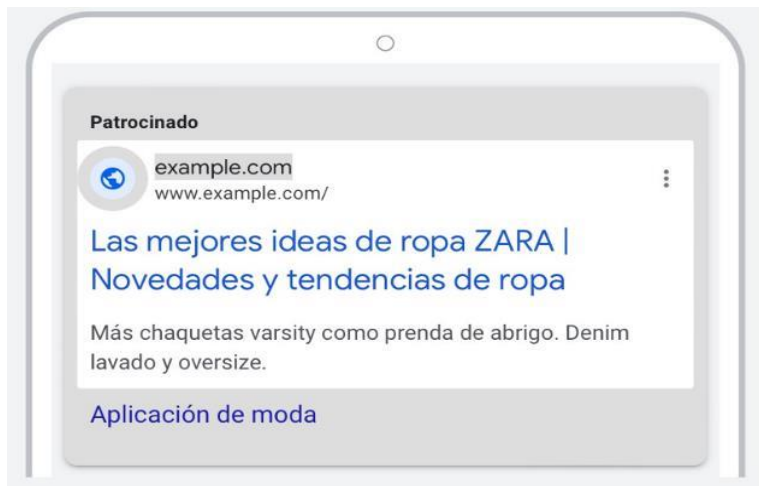 Patrocinado
example.com
www.example.com/
Las mejores ideas de ropa ZARA |
Novedades y tendencias de ropa
Más chaquetas varsity como prenda de abrigo. Denim
lavado y oversize.
Aplicación de moda